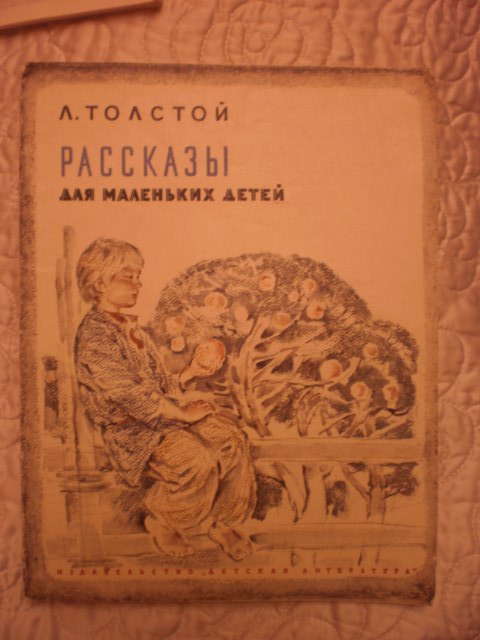 Л. ТОЛСТОЙ
РАССКАЗЫ
ДЛЯ МАЛЕНЬКИХ ДЕТЕЙ
ИЗДАТЕЛЬСТВО „ДЕТСКАЯ ЛИТЕРАТУРА"